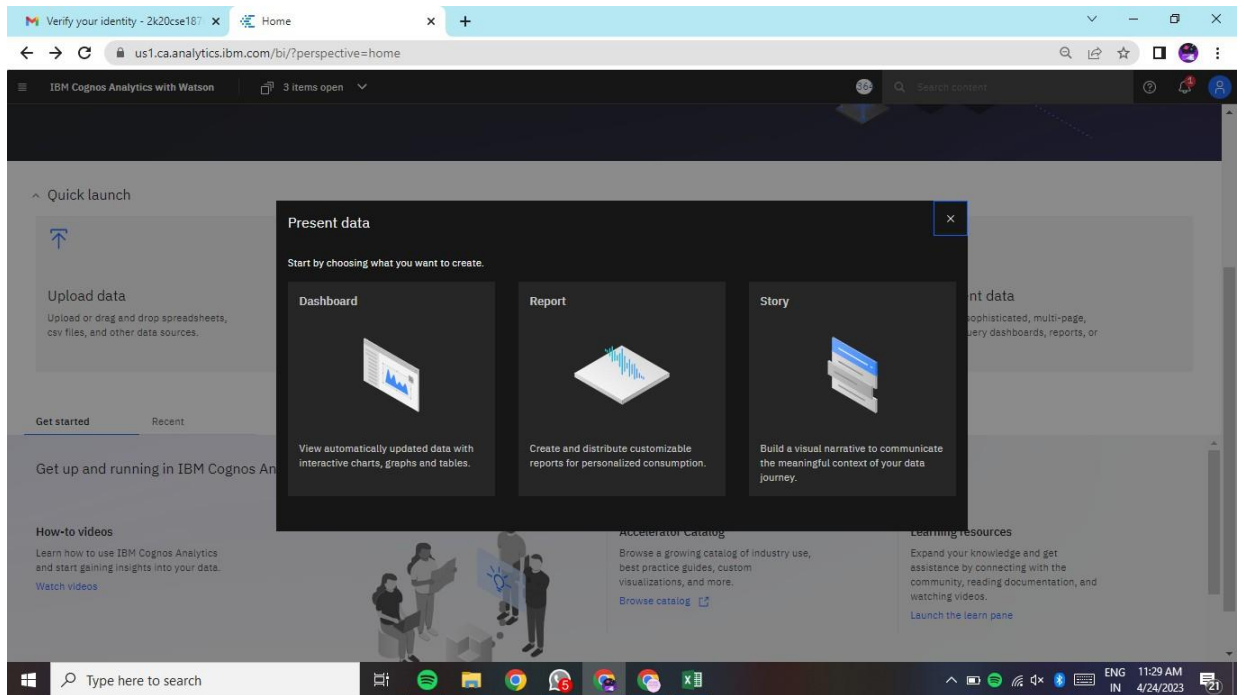 Verify your identity - 2k20cse187
Home
us1.ca.analytics.ibm.com/bi/?perspective=home
IBM Cognos Analytics with Watson
3 items open
Search content
1
Quick launch
Upload data
Upload or drag and drop spreadsheets,
csv files, and other data sources.
Present data
Start by choosing what you want to create.
Dashboard
View automatically updated data with
interactive charts, graphs and tables.
Report
Create and distribute customizable
reports for personalized consumption.
Story
Build a visual narrative to communicate
the meaningful context of your data
journey.
nt data
sophisticated, multi-page,
uery dashboards, reports, or
Get started
Recent
Get up and running in IBM Cognos An
How-to videos
Learn how to use IBM Cognos Analytics
and start gaining insights into your data.
Watch videos
Accelerator Catalog
Browse a growing catalog of industry use,
best practice guides, custom
visualizations, and more.
Browse catalog
Learning resources
Expand your knowledge and get
assistance by connecting with the
community, reading documentation, and
watching videos.
Launch the learn pane
Type here to search
5
ENG
IN
11:29 AM
4/24/2023
21